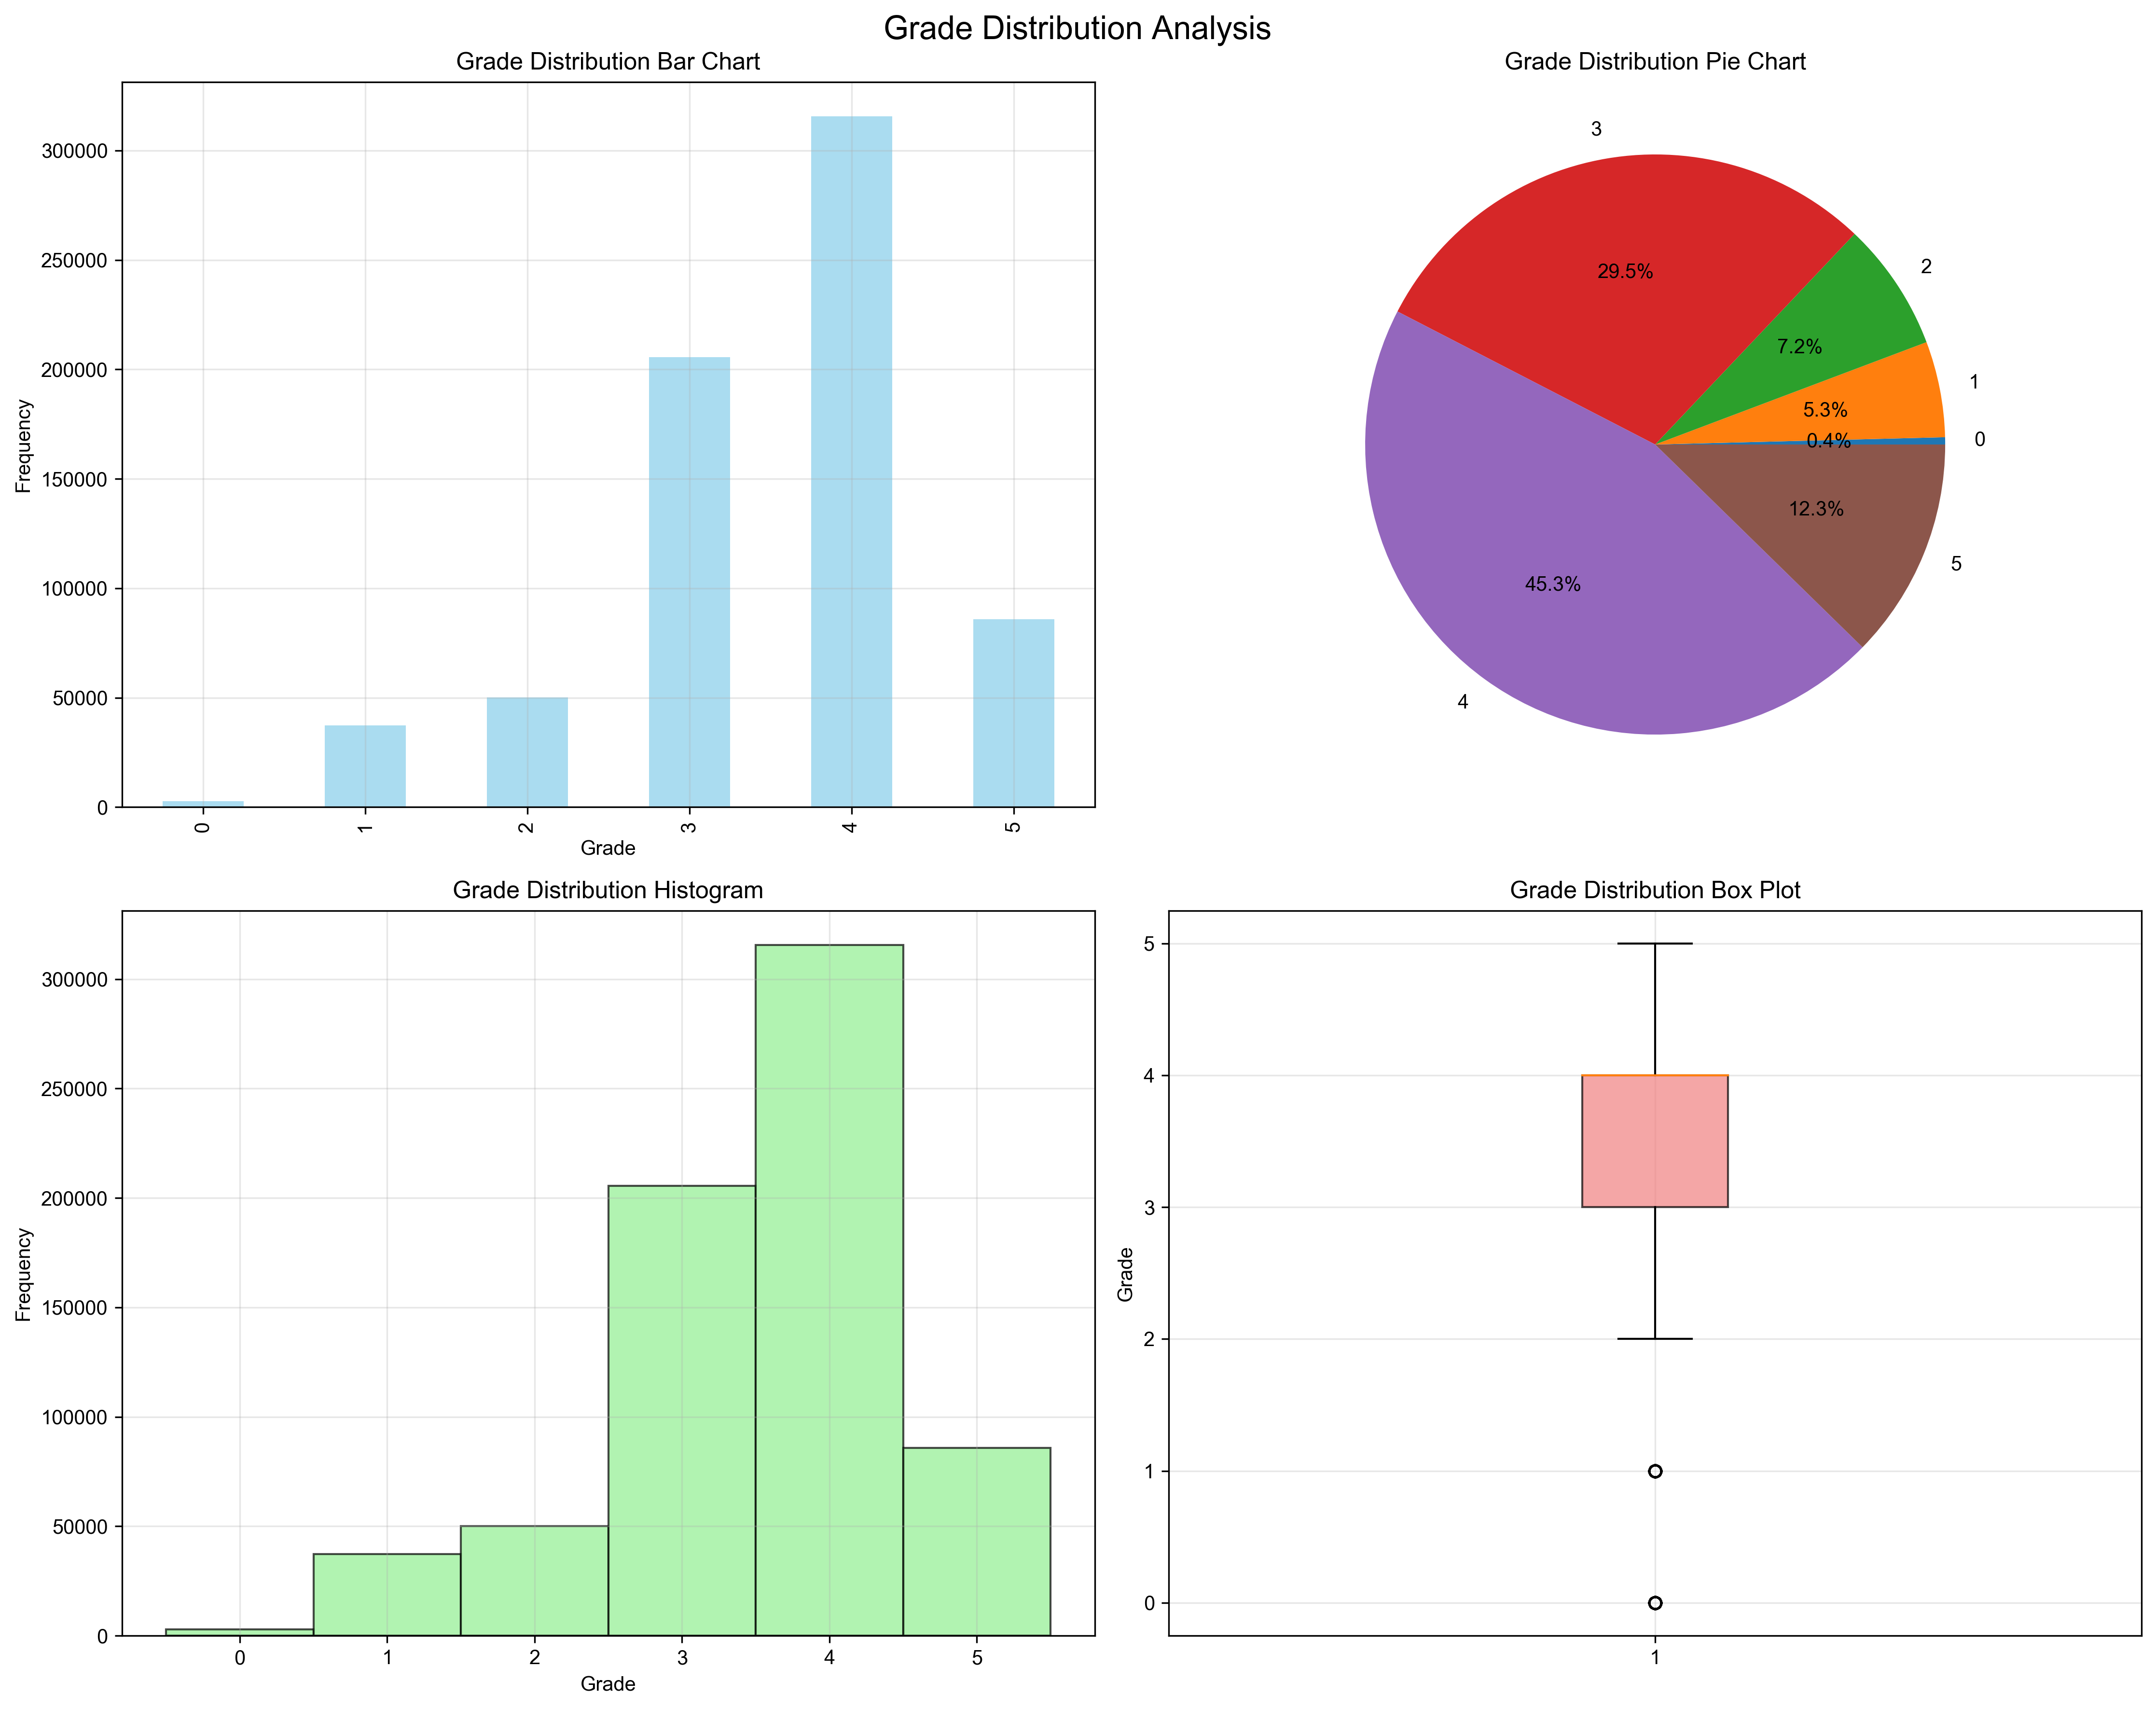 Grade Distribution Analysis
Grade Distribution Bar Chart
300000
250000
200000
150000
100000
50000
0
Frequency
0 1 2 3 4 5
Grade
Grade Distribution Pie Chart
3
2
1
0
5
4
29.5%
7.2%
5.3%
0.4%
12.3%
45.3%
Grade Distribution Histogram
300000
250000
200000
150000
100000
50000
0
Frequency
0 1 2 3 4 5
Grade
Grade Distribution Box Plot
5
4
3
2
1
0
Grade
1